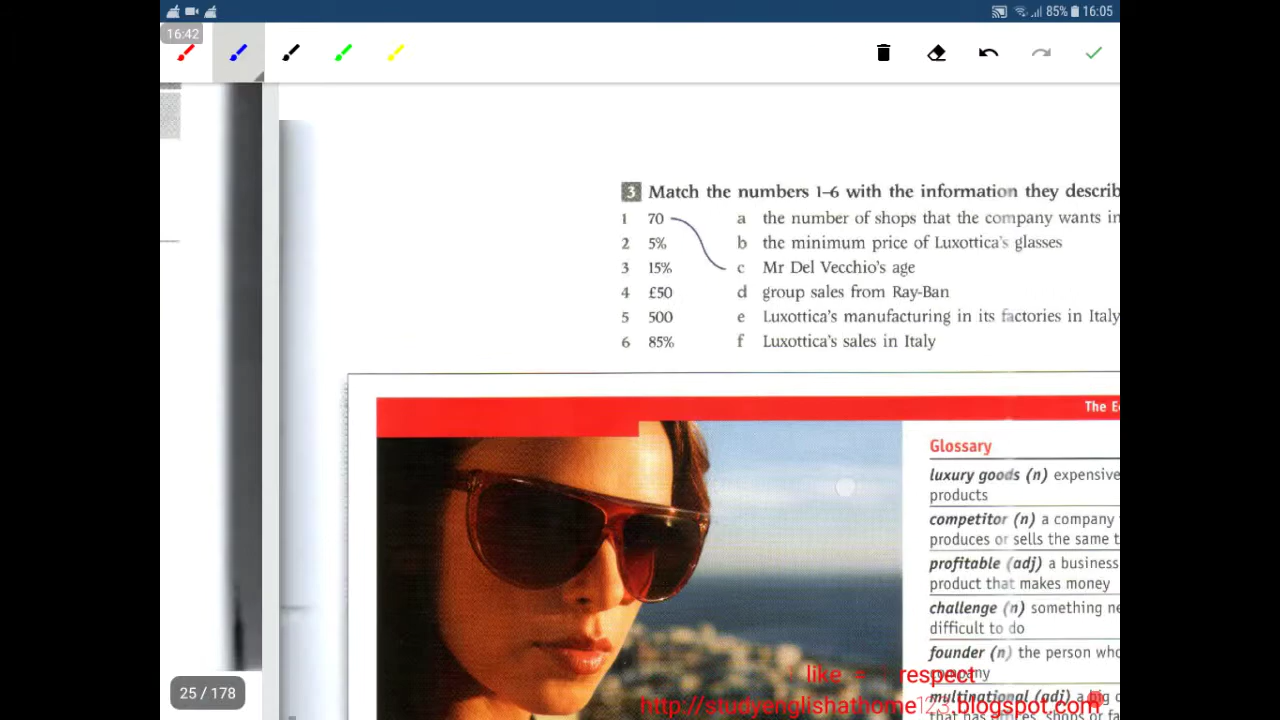 85% 16:05
16:42
3 Match the numbers 1–6 with the information they describ
1 70 a the number of shops that the company wants in
2 5% b the minimum price of Luxottica's glasses
3 15% c Mr Del Vecchio's age
4 £50 d group sales from Ray-Ban
5 500 e Luxottica's manufacturing in its factories in Italy
6 85% f Luxottica's sales in Italy
The E
Glossary
luxury goods (n) expensive
products
competitor (n) a company
produces or sells the same t
profitable (adj) a business
product that makes money
challenge (n) something ne
difficult to do
founder (n) the person who
company
multinational (adj) a
like = respect
http://studyenglishathome123.blogspot.com
25 / 178